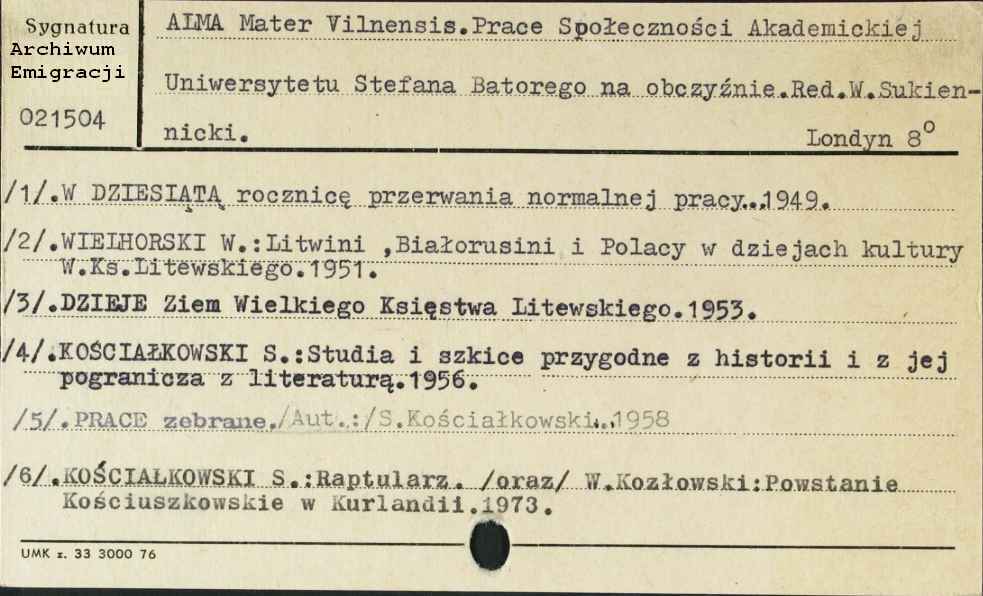 Sygnatura
Archiwum
Emigracji
021504
ALMA Mater Vilnensis.Prace Społeczności Akademickiej
Uniwersytetu Stefana Batorego na obczyźnie.Red.W.Sukien-
nicki. Londyn 8°
/1/.W DZIESIĄTĄ rocznicę przerwania normalnej pracy...1949.
/2/.WIELHORSKI W.:Litwini ,Białorusini i Polacy w dziejach kultury
W.Ks.Litewskiego.1951.
/3/.DZIEJE Ziem Wielkiego Księstwa Litewskiego.1953.
/4/.KOŚCIAŁKOWSKI S.:Studia i szkice przygodne z historii i z jej
pogranicza z literaturą.1956.
/5/.PRACE zebrane./Aut.:/S.Kościałkowski...1958
/6/.KOŚCIAŁKOWSKI S.:Raptularz. /oraz/ W.Kozłowski:Powstanie
Kościuszkowskie w Kurlandii.1973.
UMK z. 33 3000 76